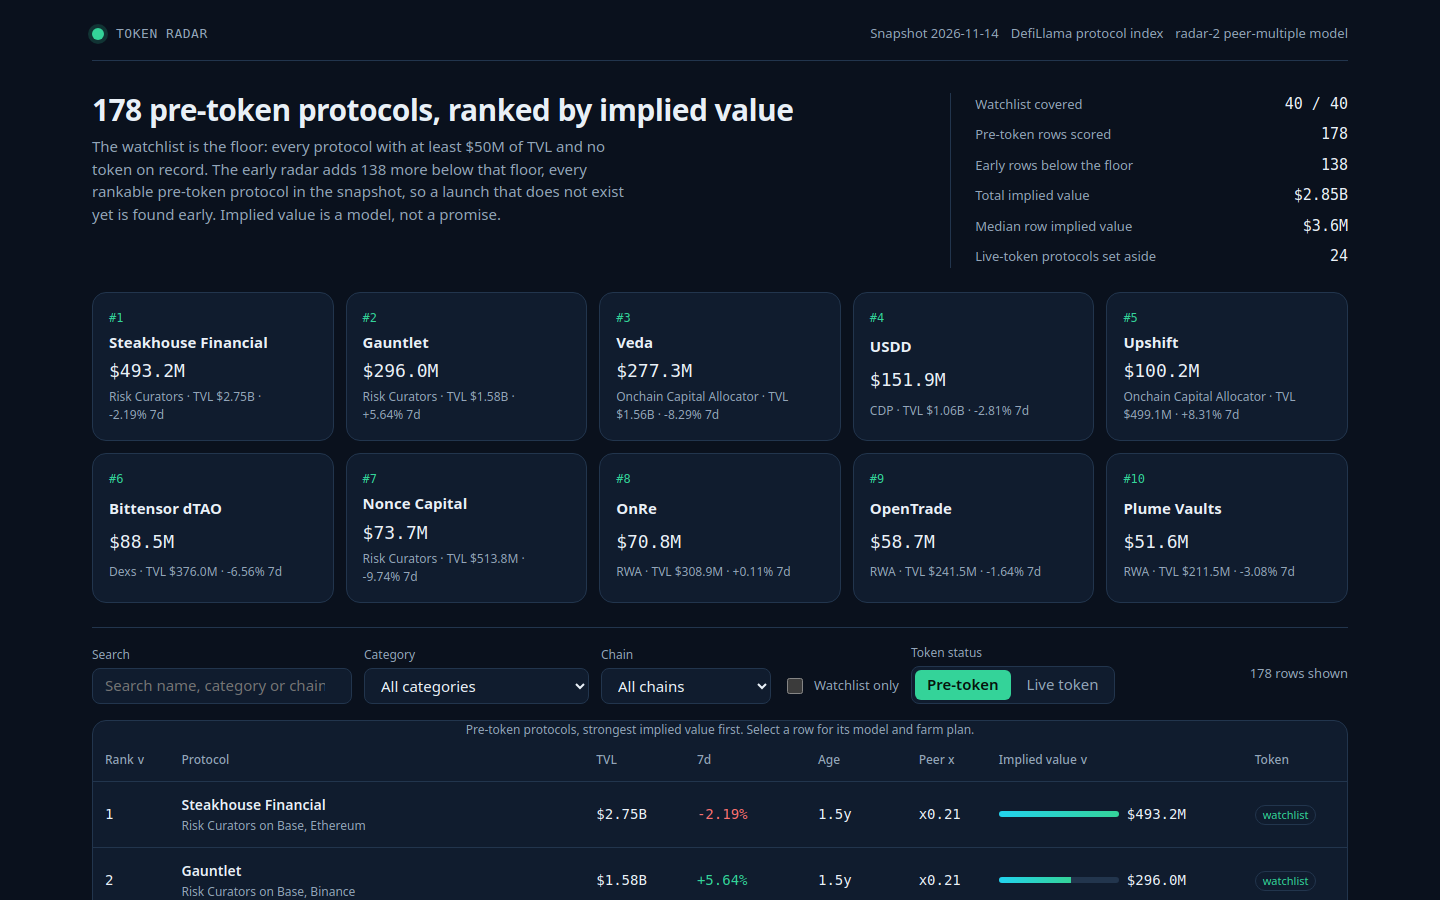 TOKEN RADAR
Snapshot 2026-11-14 DefiLlama protocol index radar-2 peer-multiple model
178 pre-token protocols, ranked by implied value
The watchlist is the floor: every protocol with at least $50M of TVL and no
token on record. The early radar adds 138 more below that floor, every
rankable pre-token protocol in the snapshot, so a launch that does not exist
yet is found early. Implied value is a model, not a promise.
Watchlist covered 40 / 40
Pre-token rows scored 178
Early rows below the floor 138
Total implied value $2.85B
Median row implied value $3.6M
Live-token protocols set aside 24
#1
Steakhouse Financial
$493.2M
Risk Curators · TVL $2.75B ·
-2.19% 7d
#2
Gauntlet
$296.0M
Risk Curators · TVL $1.58B ·
+5.64% 7d
#3
Veda
$277.3M
Onchain Capital Allocator · TVL
$1.56B · -8.29% 7d
#4
USDD
$151.9M
CDP · TVL $1.06B · -2.81% 7d
#5
Upshift
$100.2M
Onchain Capital Allocator · TVL
$499.1M · +8.31% 7d
#6
Bittensor dTAO
$88.5M
Dexs · TVL $376.0M · -6.56% 7d
#7
Nonce Capital
$73.7M
Risk Curators · TVL $513.8M ·
-9.74% 7d
#8
OnRe
$70.8M
RWA · TVL $308.9M · +0.11% 7d
#9
OpenTrade
$58.7M
RWA · TVL $241.5M · -1.64% 7d
#10
Plume Vaults
$51.6M
RWA · TVL $211.5M · -3.08% 7d
Search
Search name, category or chain
Category
All categories
Chain
All chains
Watchlist only
Token status
Pre-token Live token
178 rows shown
Pre-token protocols, strongest implied value first. Select a row for its model and farm plan.
Rank v Protocol TVL 7d Age Peer x Implied value v Token
1 Steakhouse Financial $2.75B -2.19% 1.5y x0.21 $493.2M watchlist
Risk Curators on Base, Ethereum
2 Gauntlet $1.58B +5.64% 1.5y x0.21 $296.0M watchlist
Risk Curators on Base, Binance